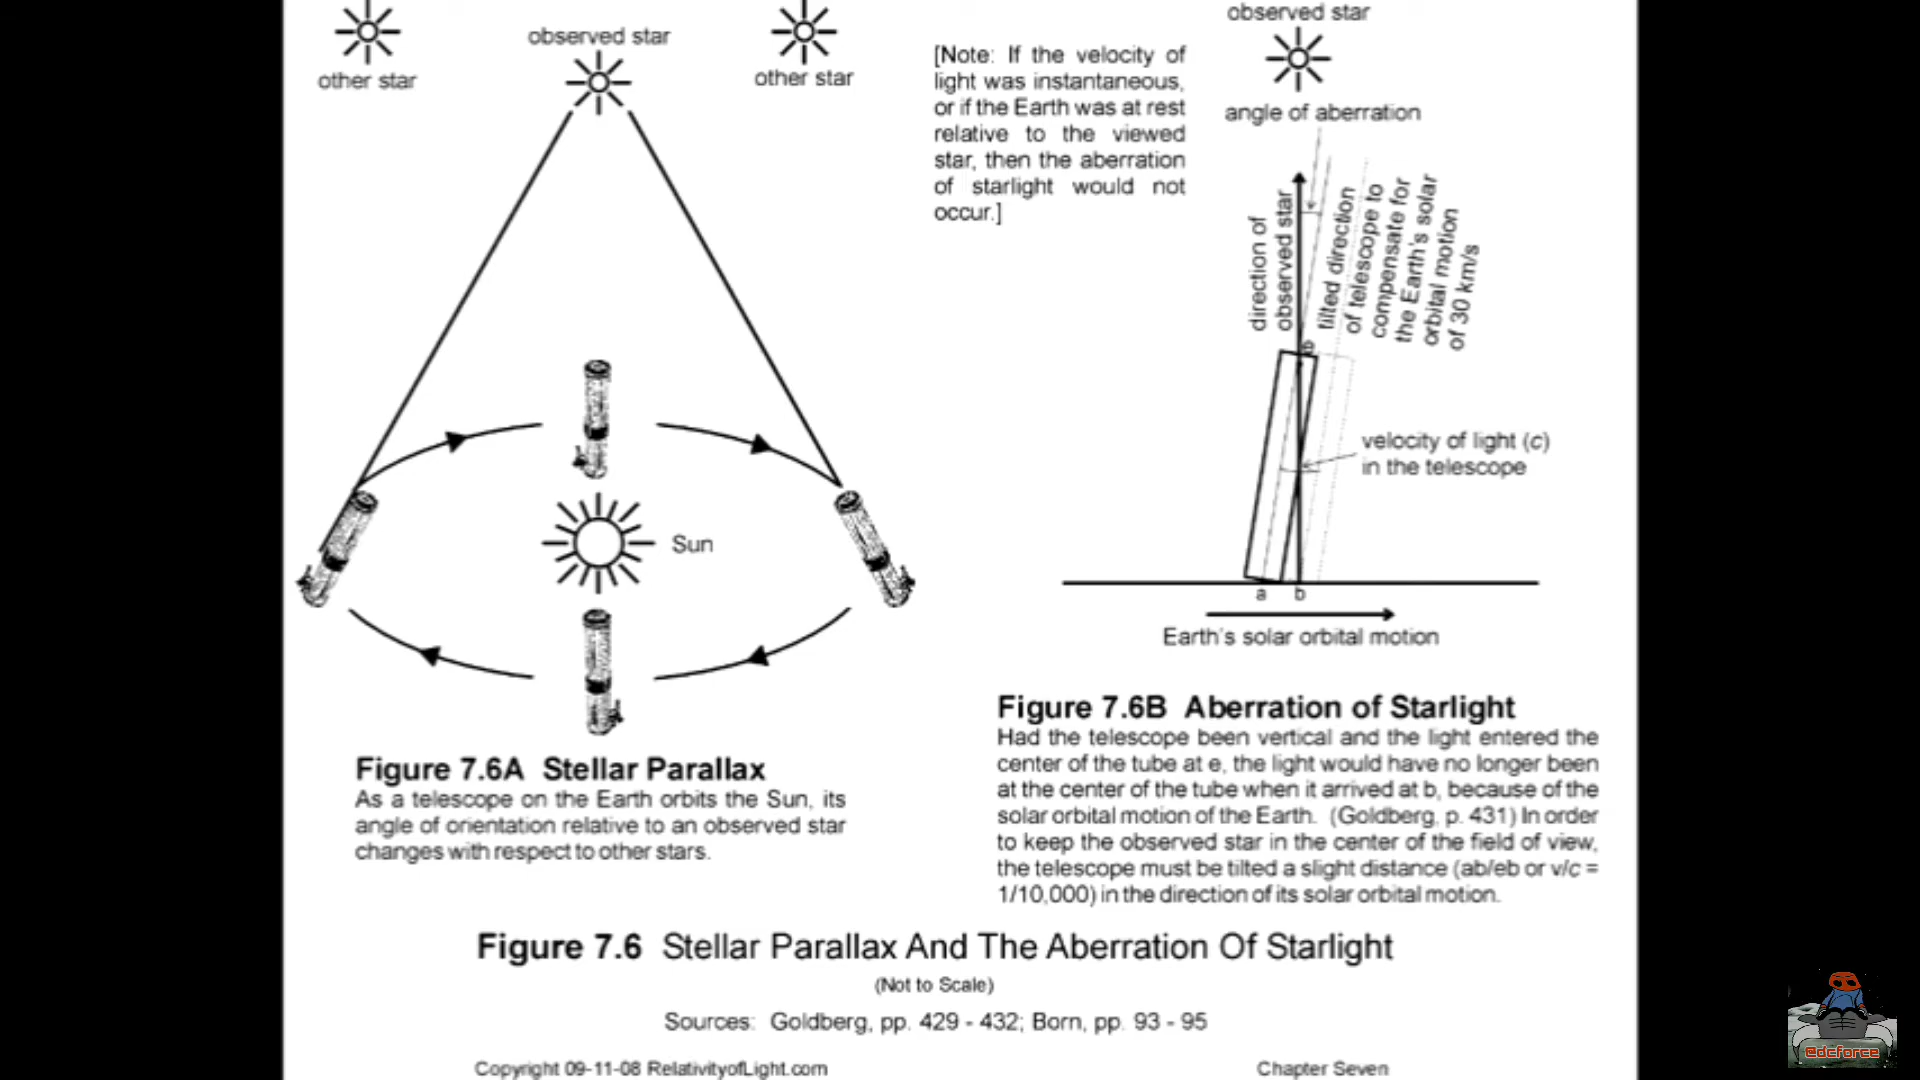 observed star
other star
other star
Sun
Figure 7.6A Stellar Parallax
As a telescope on the Earth orbits the Sun, its
angle of orientation relative to an observed star
changes with respect to other stars.
[Note: If the velocity of
light was instantaneous,
or if the Earth was at rest
relative to the viewed
star, then the aberration
of starlight would not
occur.]
observed star
angle of aberration
direction of
observed star
tilted direction
of telescope to
compensate for
the Earth's solar
orbital motion
of 30 km/s
velocity of light (c)
in the telescope
a b
Earth's solar orbital motion
Figure 7.6B Aberration of Starlight
Had the telescope been vertical and the light entered the
center of the tube at e, the light would have no longer been
at the center of the tube when it arrived at b, because of the
solar orbital motion of the Earth. (Goldberg, p. 431) In order
to keep the observed star in the center of the field of view,
the telescope must be tilted a slight distance (ab/eb or v/c =
1/10,000) in the direction of its solar orbital motion.
Figure 7.6 Stellar Parallax And The Aberration Of Starlight
(Not to Scale)
Sources: Goldberg, pp. 429 - 432; Born, pp. 93 - 95
Copyright 09-11-08 RelativityofLight.com
Chapter Seven
@dcforce